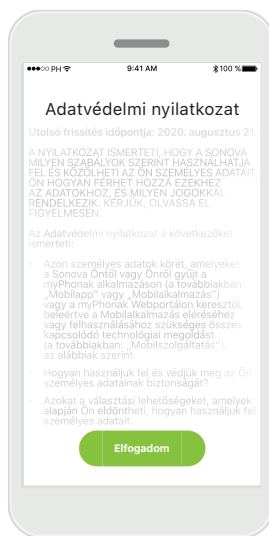 PH
9:41 AM
100 %
Adatvédelmi nyilatkozat
Utolsó frissítés időpontja: 2020. augusztus 21.
A NYILATKOZAT ISMERTETI, HOGY A SONOVA
MILYEN SZABÁLYOK SZERINT HASZNÁLHATJA
FEL ÉS KÖZÖLHETI AZ ÖN SZEMÉLYES ADATAIT
ÖN HOGYAN FERHET HOZZÁ EZEKHEZ
AZ ADATOKHOZ, ÉS MILYEN JOGOKKAL
RENDELKEZIK. KÉRJÜK, OLVASSA EL
FIGYELMESEN.
Az Adatvédelmi nyilatkozat a következőket
ismerteti:
- Azon személyes adatok körét, amelyeket
a Sonova Öntől vagy Önről gyűjt a
myPhonak alkalmazáson (a továbbiakban:
„Mobilapp” vagy „Mobilalkalmazás”)
vagy a myPhonak Webportálon keresztül,
beleértve a Mobilalkalmazás eléréséhez
vagy felhasználásához szükséges összes
kapcsolódó technológiai megoldást
(a továbbiakban: „Mobilszolgáltatás”).
az alábbiak szerint.
- Hogyan használjuk fel és védjük meg az Ön
személyes adatainak biztonságát?
- Azokat a választási lehetőségeket, amelyek
alapján Ön eldöntheti, hogyan használjuk fel
személyes adatait.
Elfogadom